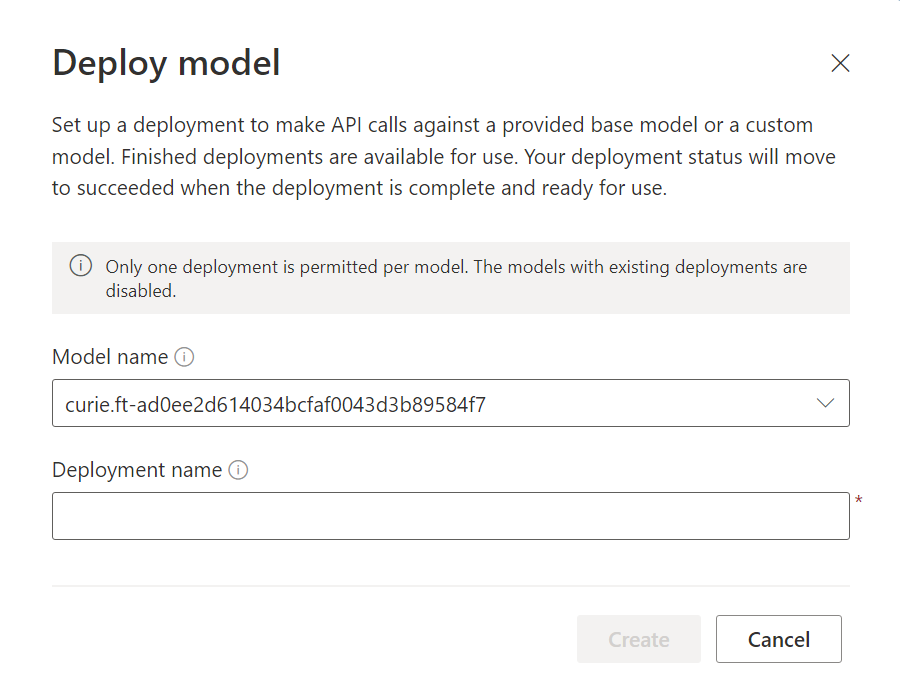 Deploy model
Set up a deployment to make API calls against a provided base model or a custom
model. Finished deployments are available for use. Your deployment status will move
to succeeded when the deployment is complete and ready for use.
Only one deployment is permitted per model. The models with existing deployments are
disabled.
Model name
curie.ft-ad0ee2d614034bcfaf0043d3b89584f7
Deployment name
*
Create
Cancel